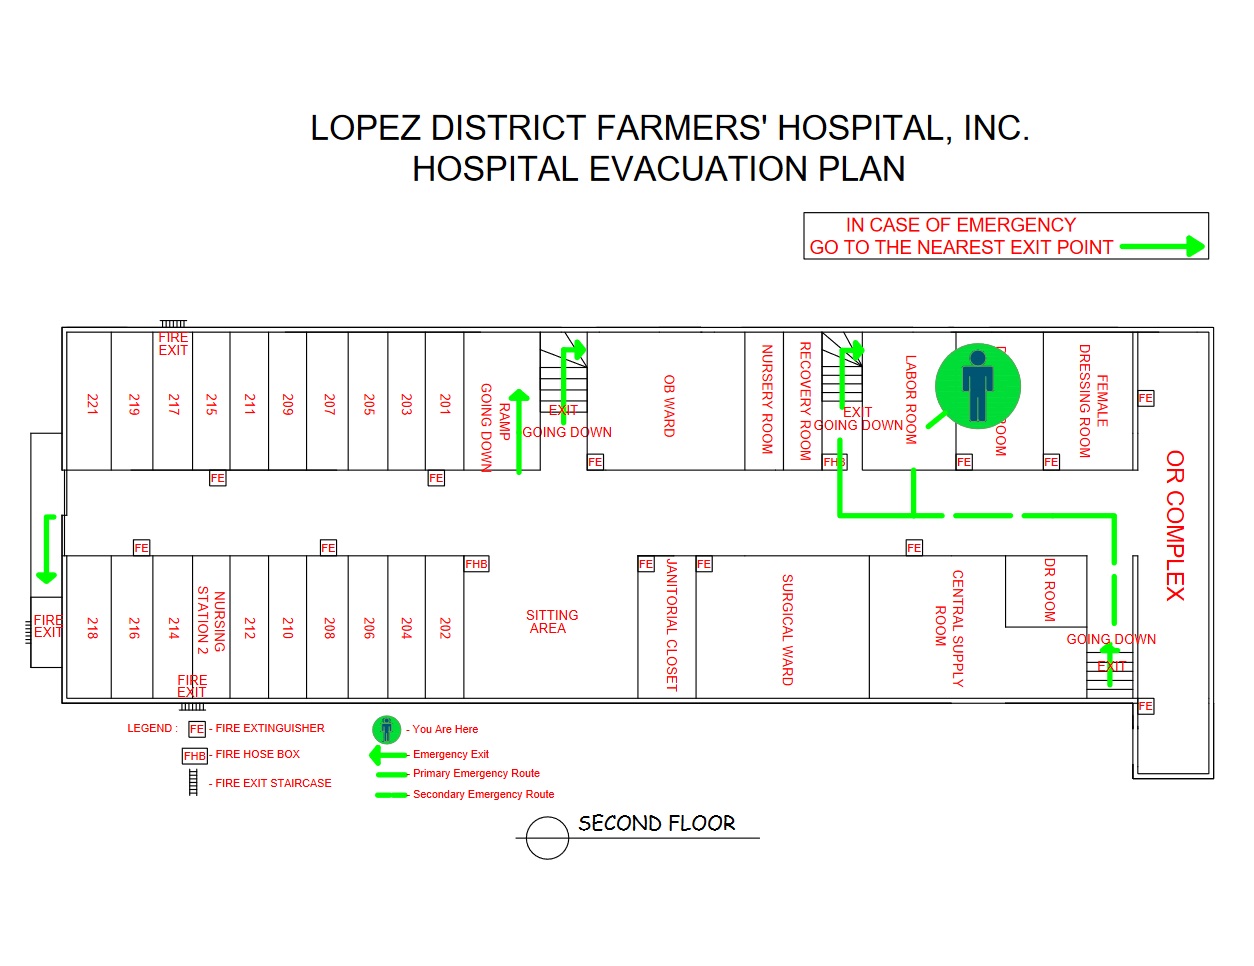 LOPEZ DISTRICT FARMERS' HOSPITAL, INC.
HOSPITAL EVACUATION PLAN
IN CASE OF EMERGENCY
GO TO THE NEAREST EXIT POINT
FIRE
EXIT
221
219
217
215
211
209
207
205
203
201
RAMP
GOING DOWN
EXIT
GOING DOWN
OB WARD
NURSERY ROOM
RECOVERY ROOM
EXIT
GOING DOWN
LABOR ROOM
ROOM
FEMALE
DRESSING ROOM
FE
OR COMPLEX
FE
FE
FE
FHB
FE
FE
FE
FE
FHB
FE
FE
FE
FIRE
EXIT
218
216
214
NURSING
STATION 2
212
210
208
206
204
202
SITTING
AREA
JANITORIAL CLOSET
SURGICAL WARD
CENTRAL SUPPLY
ROOM
DR ROOM
GOING DOWN
EXIT
FE
FIRE
EXIT
LEGEND :
FE
- FIRE EXTINGUISHER
FHB
- FIRE HOSE BOX
- FIRE EXIT STAIRCASE
- You Are Here
- Emergency Exit
- Primary Emergency Route
- Secondary Emergency Route
SECOND FLOOR